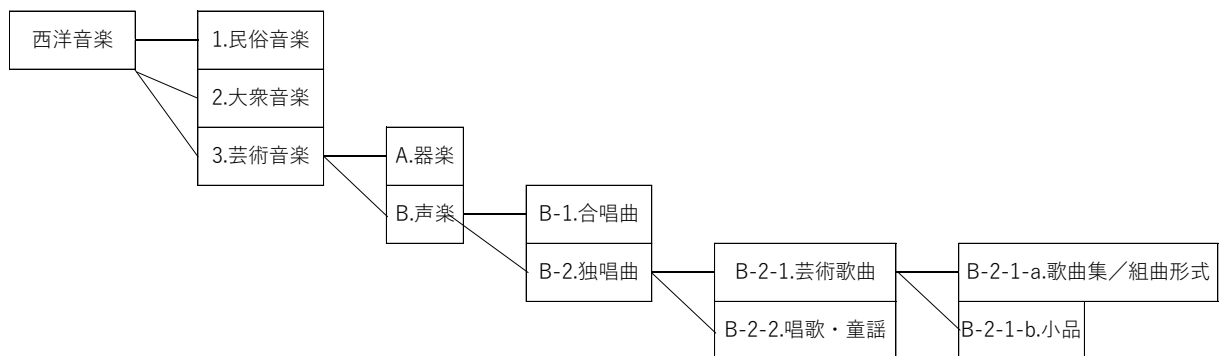 西洋音楽
1.民俗音楽
2.大衆音楽
3.芸術音楽
A.器楽
B.声楽
B-1.合唱曲
B-2.独唱曲
B-2-1.芸術歌曲
B-2-2.唱歌・童謡
B-2-1-a.歌曲集／組曲形式
B-2-1-b.小品